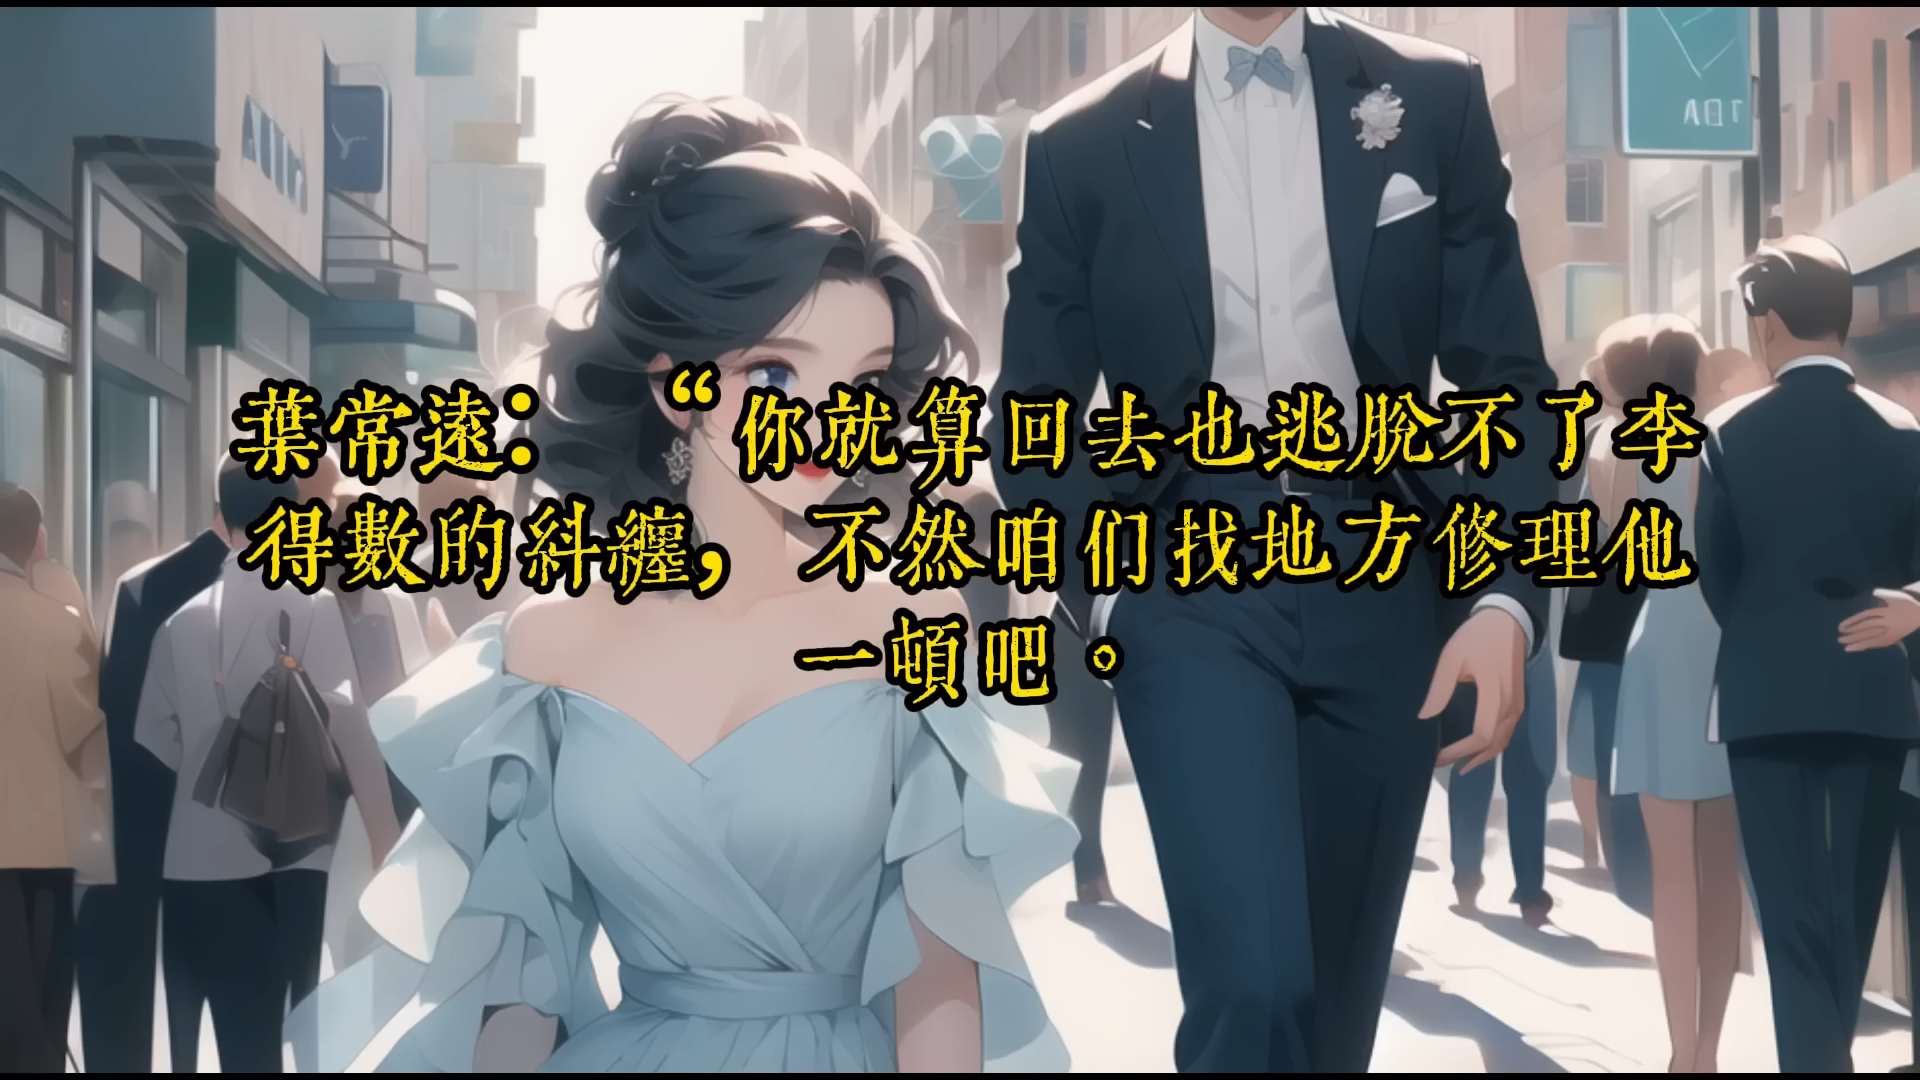 葉常遠：“你就算回去也逃脫不了李
得數的糾纏，不然咱们找地方修理他
一頓吧。